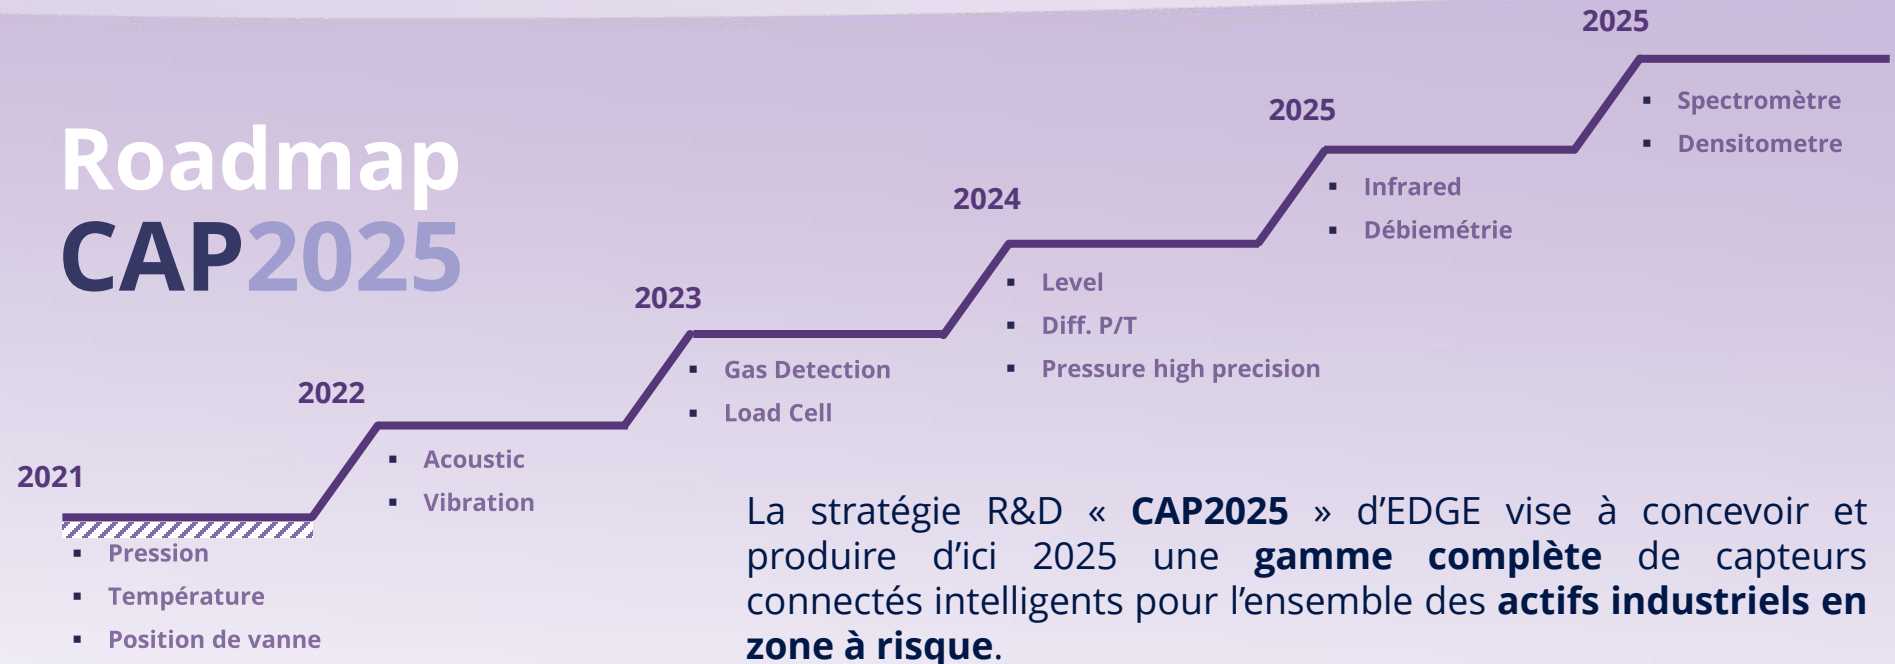 Roadmap
CAP2025
2021
Pression
Température
Position de vanne
2022
Acoustic
Vibration
2023
Gas Detection
Load Cell
2024
Level
Diff. P/T
Pressure high precision
2025
Infrared
Débiemétrie
2025
Spectromètre
Densitometre
La stratégie R&D « CAP2025 » d’EDGE vise à concevoir et
produire d’ici 2025 une gamme complète de capteurs
connectés intelligents pour l’ensemble des actifs industriels en
zone à risque.